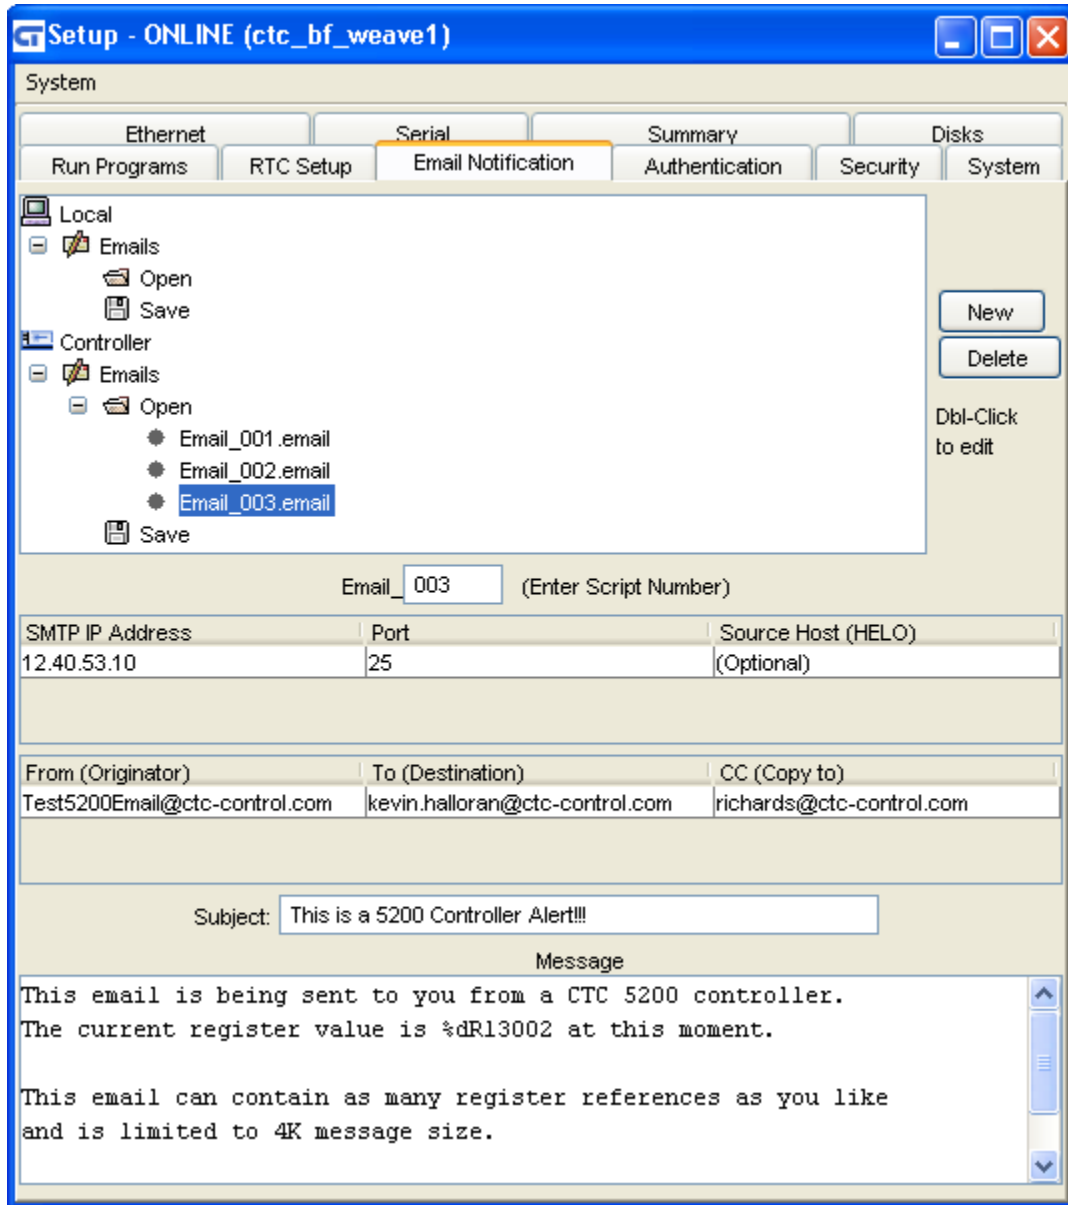 Setup - ONLINE (ctc_bf_weave1)
System
Ethernet Serial Summary Disks
Run Programs RTC Setup Email Notification Authentication Security System
Local
Emails
Open
Save
Controller
Emails
Open
Email_001.email
Email_002.email
Email_003.email
Save
New
Delete
Dbl-Click
to edit
Email_ 003 (Enter Script Number)
SMTP IP Address Port Source Host (HELO)
12.40.53.10 25 (Optional)
From (Originator) To (Destination) CC (Copy to)
Test5200Email@ctc-control.com kevin.halloran@ctc-control.com richards@ctc-control.com
Subject: This is a 5200 Controller Alert!!!
Message
This email is being sent to you from a CTC 5200 controller.
The current register value is %dR13002 at this moment.
This email can contain as many register references as you like
and is limited to 4K message size.